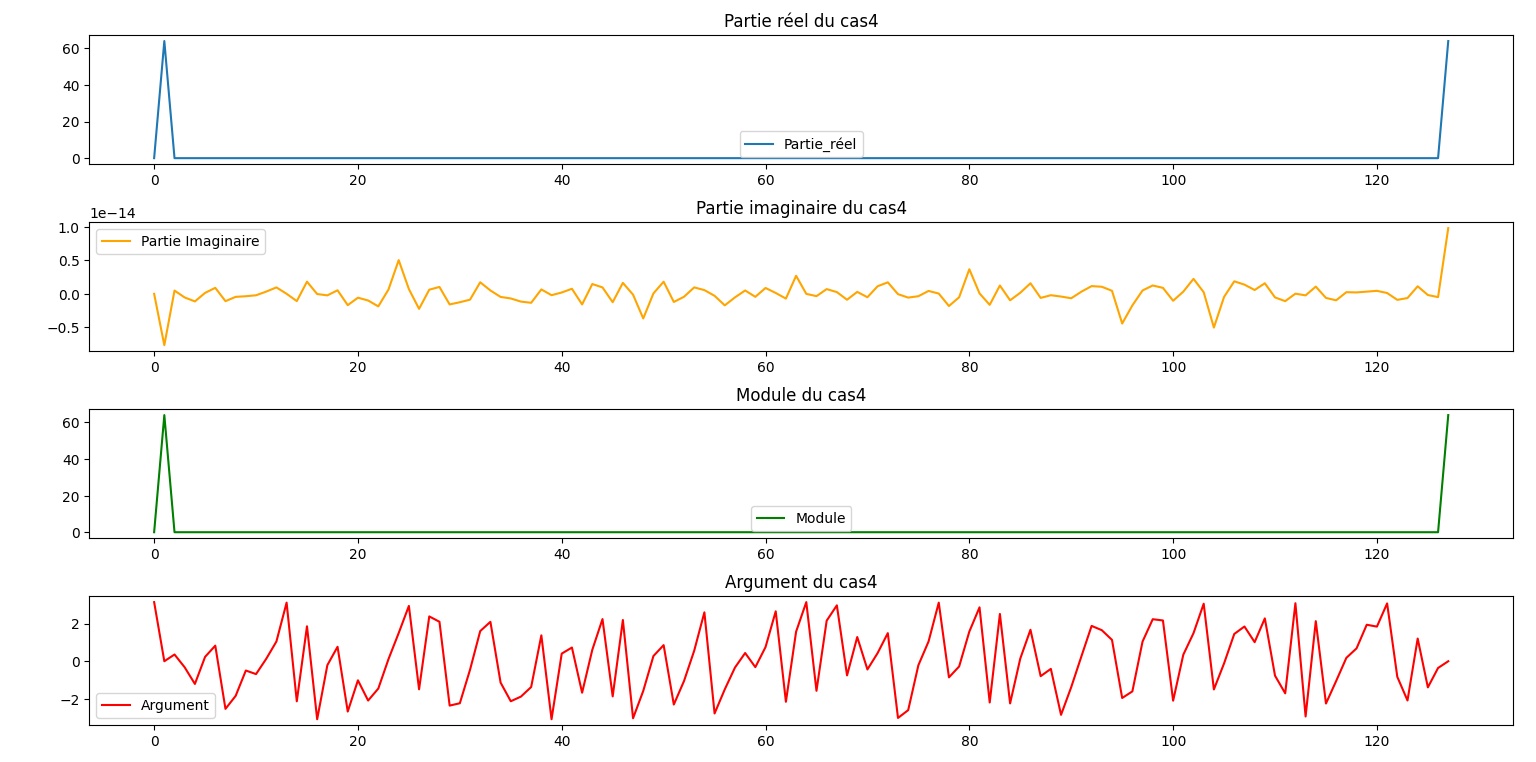 Partie réel du cas4
60
40
20
0
Partie_réel
0 20 40 60 80 100 120
Partie imaginaire du cas4
1e−14
1.0
0.5
0.0
−0.5
Partie Imaginaire
0 20 40 60 80 100 120
Module du cas4
60
40
20
0
Module
0 20 40 60 80 100 120
Argument du cas4
2
0
−2
Argument
0 20 40 60 80 100 120